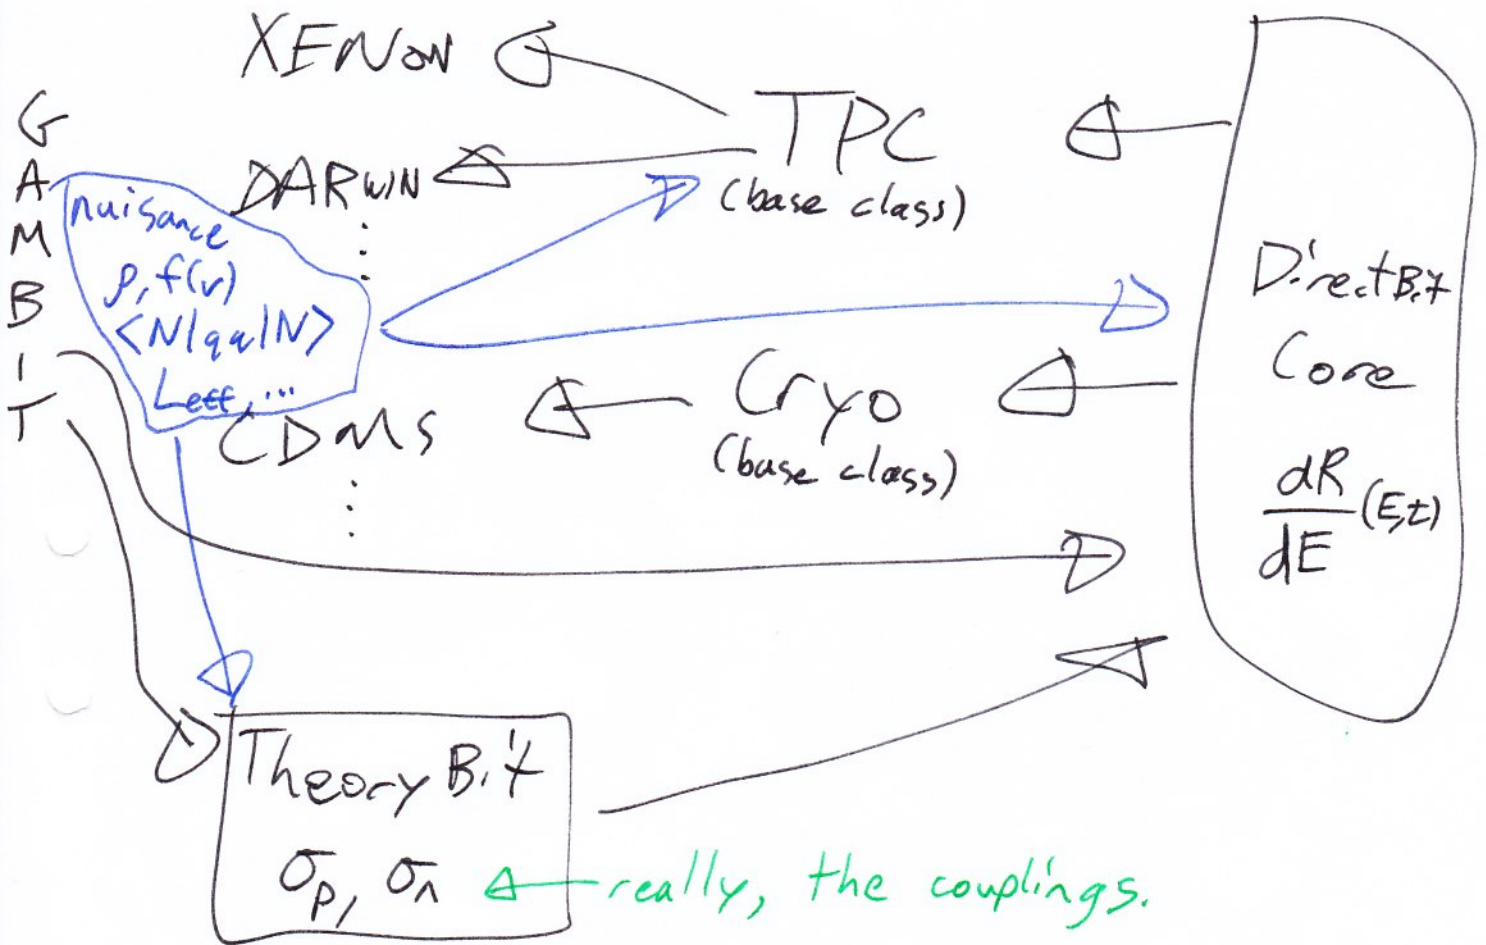 GAMBIT
XENON
DARWIN
⋮
nuisance
ρ, f(v)
<N|qq|N>
Leff, ...
CDMS
⋮
TPC
(base class)
Cryo
(base class)
DirectBit
Core
dR/dE (E,t)
TheoryBit
σp, σn
really, the couplings.